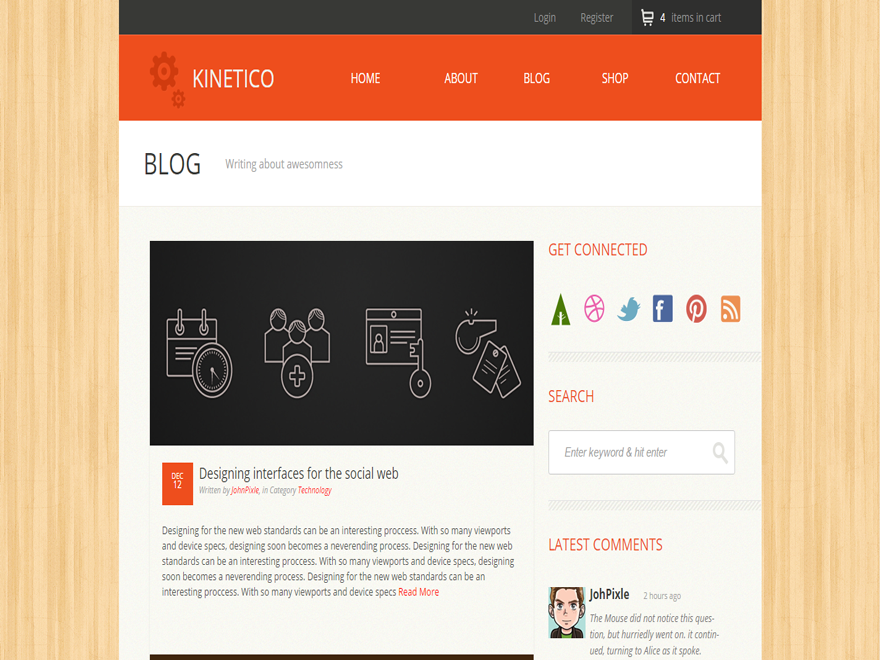 Login Register 4 items in cart
KINETICO HOME ABOUT BLOG SHOP CONTACT
BLOG Writing about awesomness
GET CONNECTED
SEARCH
Enter keyword & hit enter
DEC
12
Designing interfaces for the social web
Written by JohnPixle, in Category Technology
Designing for the new web standards can be an interesting proccess. With so many viewports
and device specs, designing soon becomes a neverending process. Designing for the new web
standards can be an interesting proccess. With so many viewports and device specs, designing
soon becomes a neverending process. Designing for the new web standards can be an
interesting proccess. With so many viewports and device specs Read More
LATEST COMMENTS
JohPixle 2 hours ago
The Mouse did not notice this ques-
tion, but hurriedly went on. it contin-
ued, turning to Alice as it spoke.